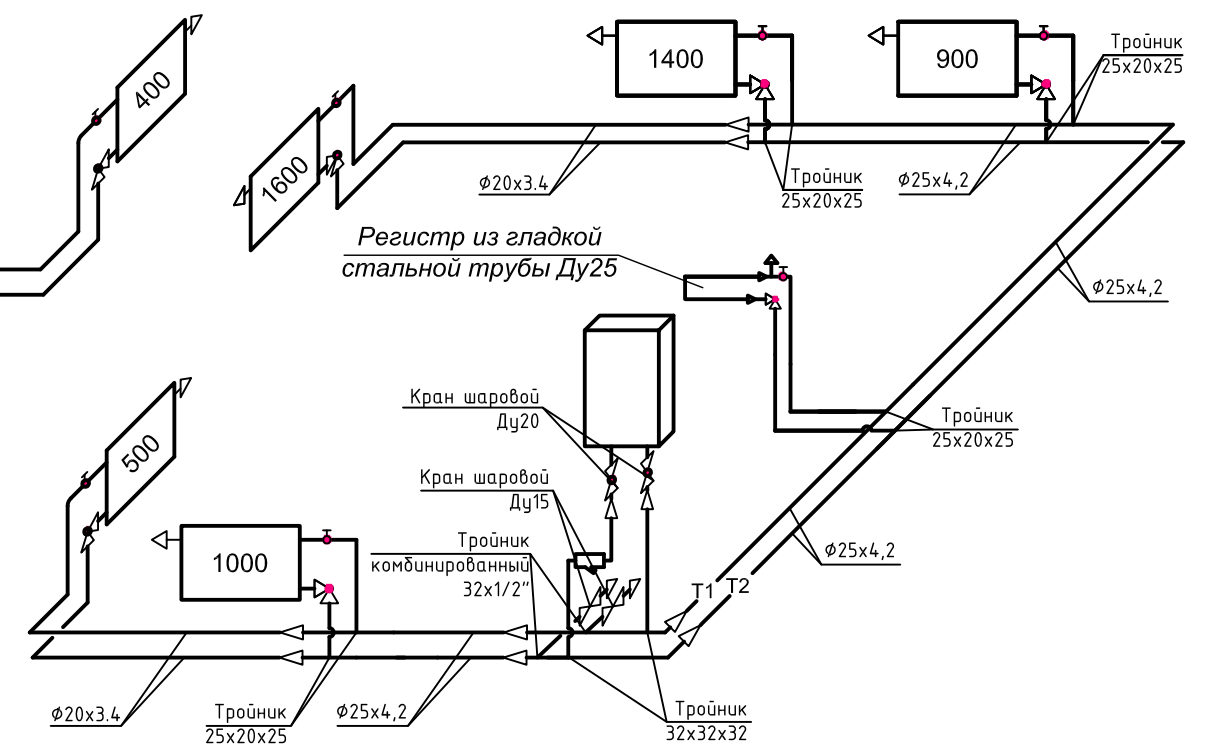 400
1400
900
Тройник
25x20x25
1600
Ф20x3.4
Тройник
25x20x25
Ф25x4,2
Регистр из гладкой
стальной трубы Ду25
Ф25x4,2
Кран шаровой
Ду20
Тройник
25x20x25
500
Кран шаровой
Ду15
Тройник
комбинированный
32x1/2"
1000
Ф25x4,2
T1 T2
Ф20x3.4
Тройник
25x20x25
Ф25x4,2
Тройник
32x32x32